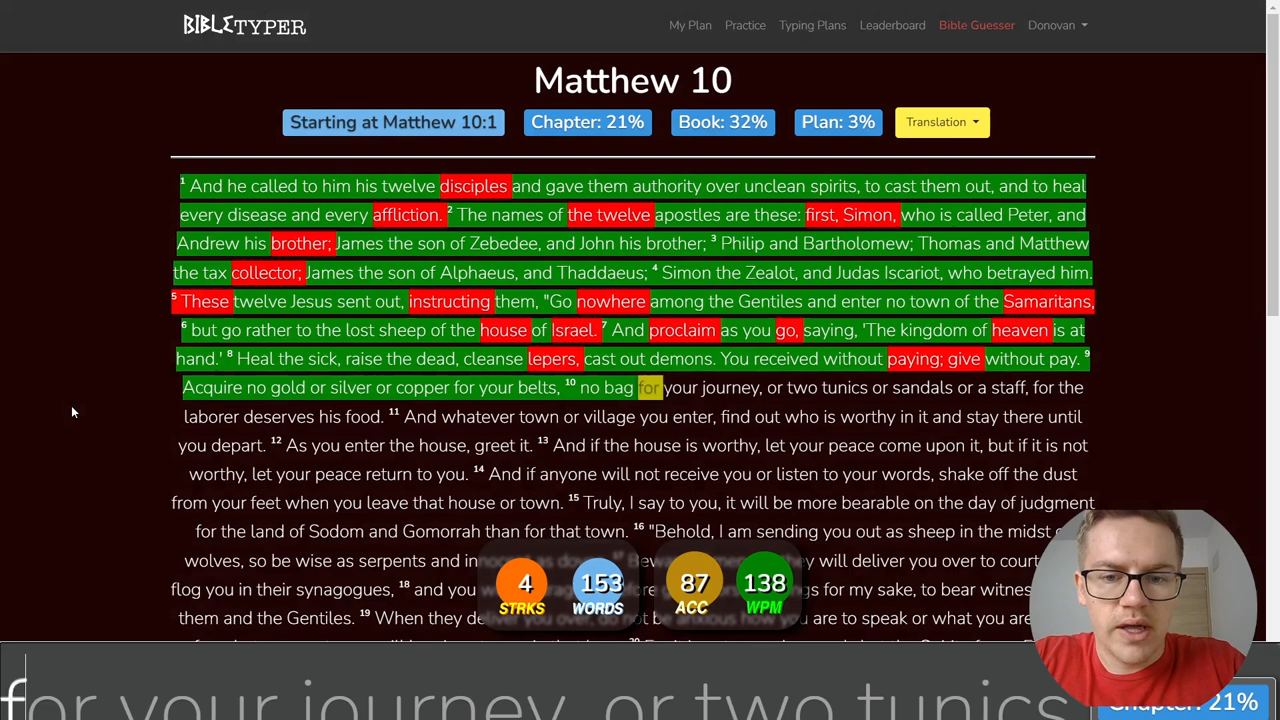 BIBLETYPER
My Plan
Practice
Typing Plans
Leaderboard
Bible Guesser
Donovan
Matthew 10
Starting at Matthew 10:1
Chapter: 21%
Book: 32%
Plan: 3%
Translation
1 And he called to him his twelve disciples and gave them authority over unclean spirits, to cast them out, and to heal
every disease and every affliction. 2 The names of the twelve apostles are these: first, Simon, who is called Peter, and
Andrew his brother; James the son of Zebedee, and John his brother; 3 Philip and Bartholomew; Thomas and Matthew
the tax collector; James the son of Alphaeus, and Thaddaeus; 4 Simon the Zealot, and Judas Iscariot, who betrayed him.
5 These twelve Jesus sent out, instructing them, "Go nowhere among the Gentiles and enter no town of the Samaritans,
6 but go rather to the lost sheep of the house of Israel. 7 And proclaim as you go, saying, 'The kingdom of heaven is at
hand.' 8 Heal the sick, raise the dead, cleanse lepers, cast out demons. You received without paying; give without pay. 9
Acquire no gold or silver or copper for your belts, 10 no bag for your journey, or two tunics or sandals or a staff, for the
laborer deserves his food. 11 And whatever town or village you enter, find out who is worthy in it and stay there until
you depart. 12 As you enter the house, greet it. 13 And if the house is worthy, let your peace come upon it, but if it is not
worthy, let your peace return to you. 14 And if anyone will not receive you or listen to your words, shake off the dust
from your feet when you leave that house or town. 15 Truly, I say to you, it will be more bearable on the day of judgment
for the land of Sodom and Gomorrah than for that town. 16 "Behold, I am sending you out as sheep in the midst
wolves, so be wise as serpents and will deliver you over to
flog you in their synagogues, 18 and you for my sake, to bear
them and the Gentiles. 19 When they you are to speak or what you
4
STRKS
153
WORDS
87
ACC
138
WPM
for your journey, or two tunics
Chapter: 21%